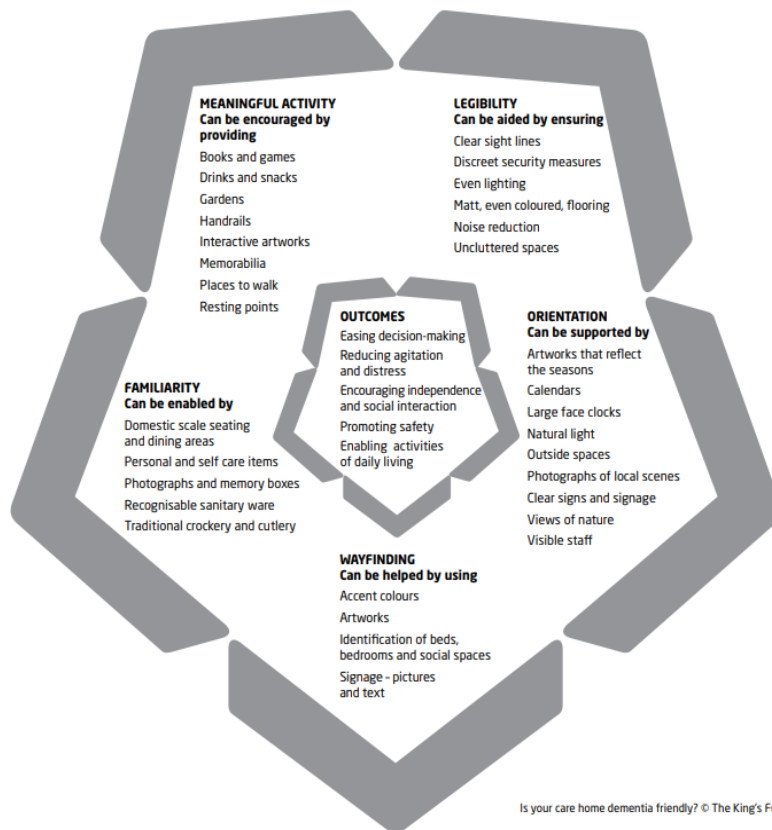 MEANINGFUL ACTIVITY
Can be encouraged by
providing
Books and games
Drinks and snacks
Gardens
Handrails
Interactive artworks
Memorabilia
Places to walk
Resting points
LEGIBILITY
Can be aided by ensuring
Clear sight lines
Discreet security measures
Even lighting
Matt, even coloured, flooring
Noise reduction
Uncluttered spaces
OUTCOMES
Easing decision-making
Reducing agitation
and distress
Encouraging independence
and social interaction
Promoting safety
Enabling activities
of daily living
ORIENTATION
Can be supported by
Artworks that reflect
the seasons
Calendars
Large face clocks
Natural light
Outside spaces
Photographs of local scenes
Clear signs and signage
Views of nature
Visible staff
FAMILIARITY
Can be enabled by
Domestic scale seating
and dining areas
Personal and self care items
Photographs and memory boxes
Recognisable sanitary ware
Traditional crockery and cutlery
WAYFINDING
Can be helped by using
Accent colours
Artworks
Identification of beds,
bedrooms and social spaces
Signage – pictures
and text
Is your care home dementia friendly? © The King's